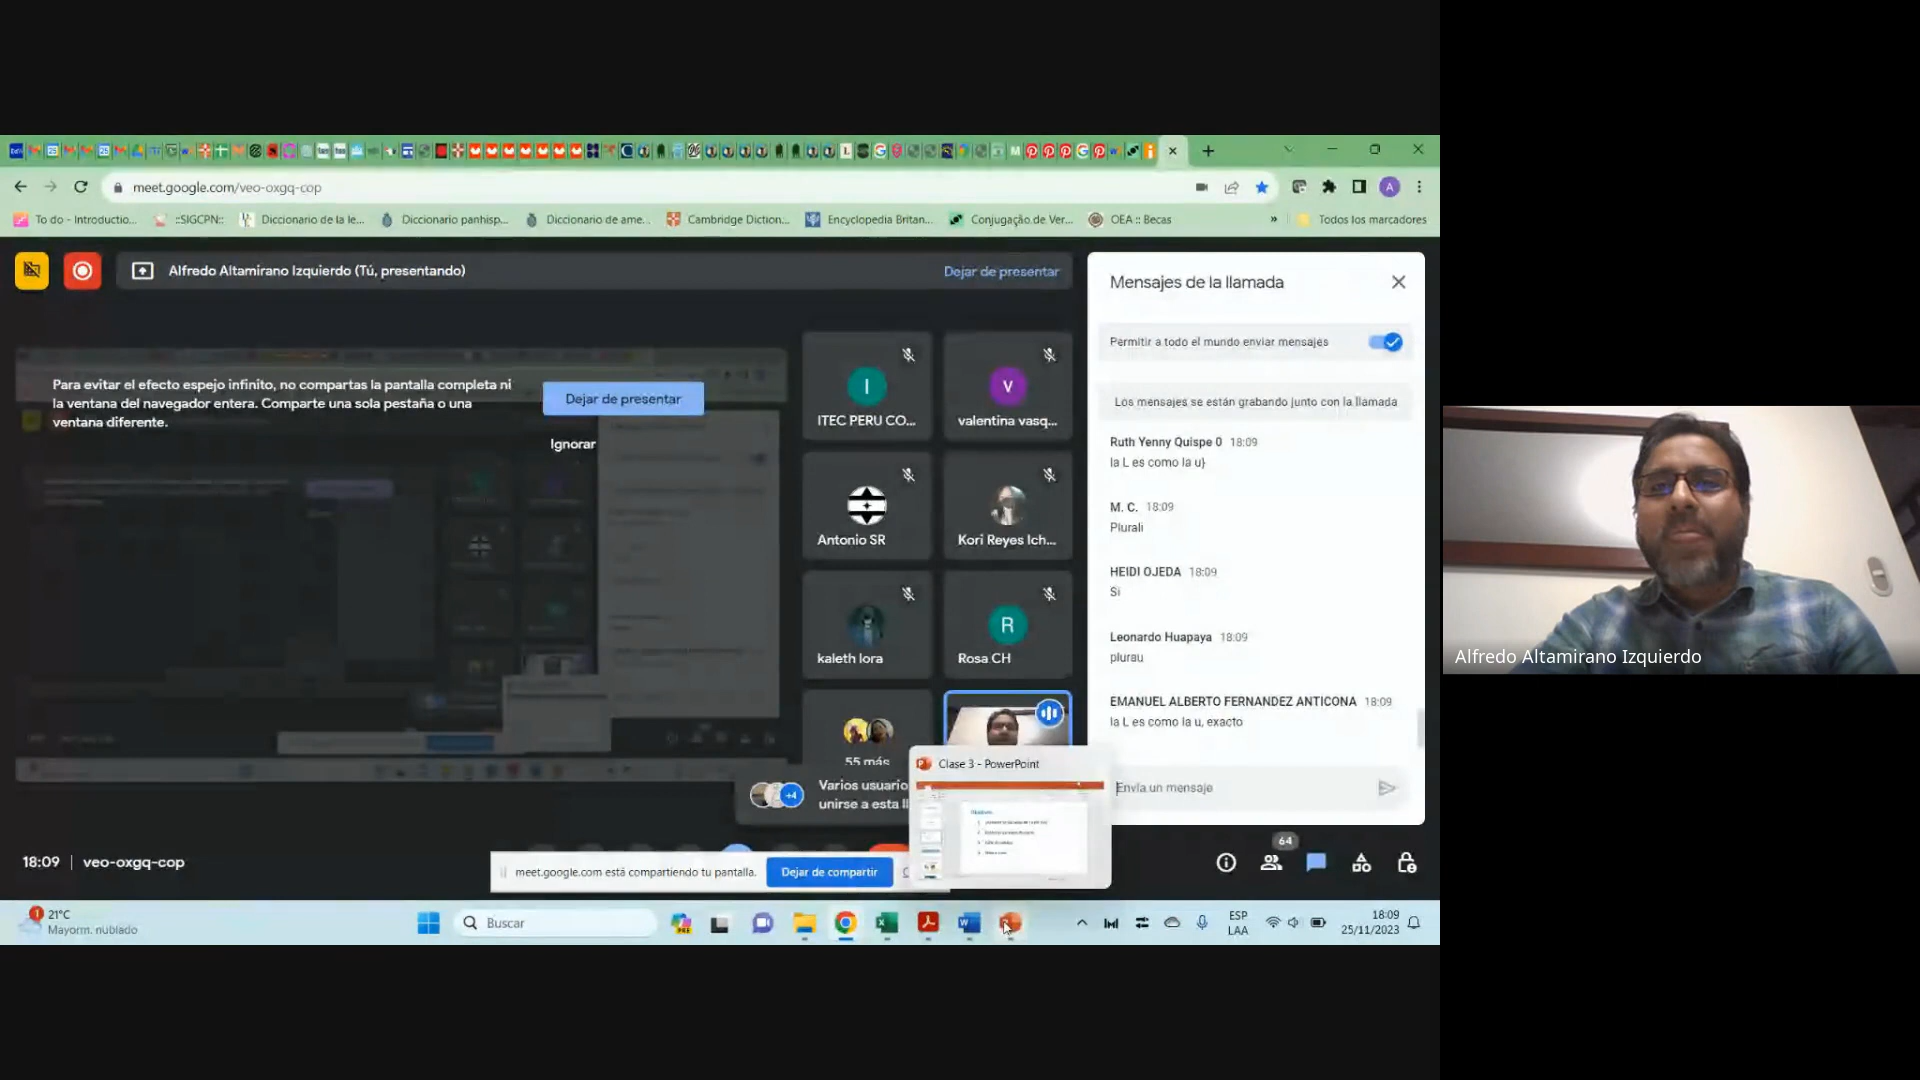 meet.google.com/veo-oxgq-cop
To do - Introductio...
::SIGCPN::
Diccionario de la le...
Diccionario panhisp...
Diccionario de ame...
Cambridge Diction...
Encyclopedia Britan...
Conjugação de Ver...
OEA :: Becas
»
Todos los marcadores
Alfredo Altamirano Izquierdo (Tú, presentando)
Dejar de presentar
Para evitar el efecto espejo infinito, no compartas la pantalla completa ni
la ventana del navegador entera. Comparte una sola pestaña o una
ventana diferente.
Dejar de presentar
Ignorar
I
ITEC PERU CO...
V
valentina vasq...
Antonio SR
Kori Reyes Ich...
kaleth lora
R
Rosa CH
55 más
Mensajes de la llamada
Permitir a todo el mundo enviar mensajes
Los mensajes se están grabando junto con la llamada
Ruth Yenny Quispe 0 18:09
la L es como la u}
M. C. 18:09
Plurali
HEIDI OJEDA 18:09
Si
Leonardo Huapaya 18:09
plurau
EMANUEL ALBERTO FERNANDEZ ANTICONA 18:09
la L es como la u, exacto
Envía un mensaje
+4
Varios usuario
unirse a esta ll
Clase 3 - PowerPoint
18:09 | veo-oxgq-cop
meet.google.com está compartiendo tu pantalla.
Dejar de compartir
64
1
21°C
Mayorm. nublado
Buscar
ESP
LAA
18:09
25/11/2023
Alfredo Altamirano Izquierdo